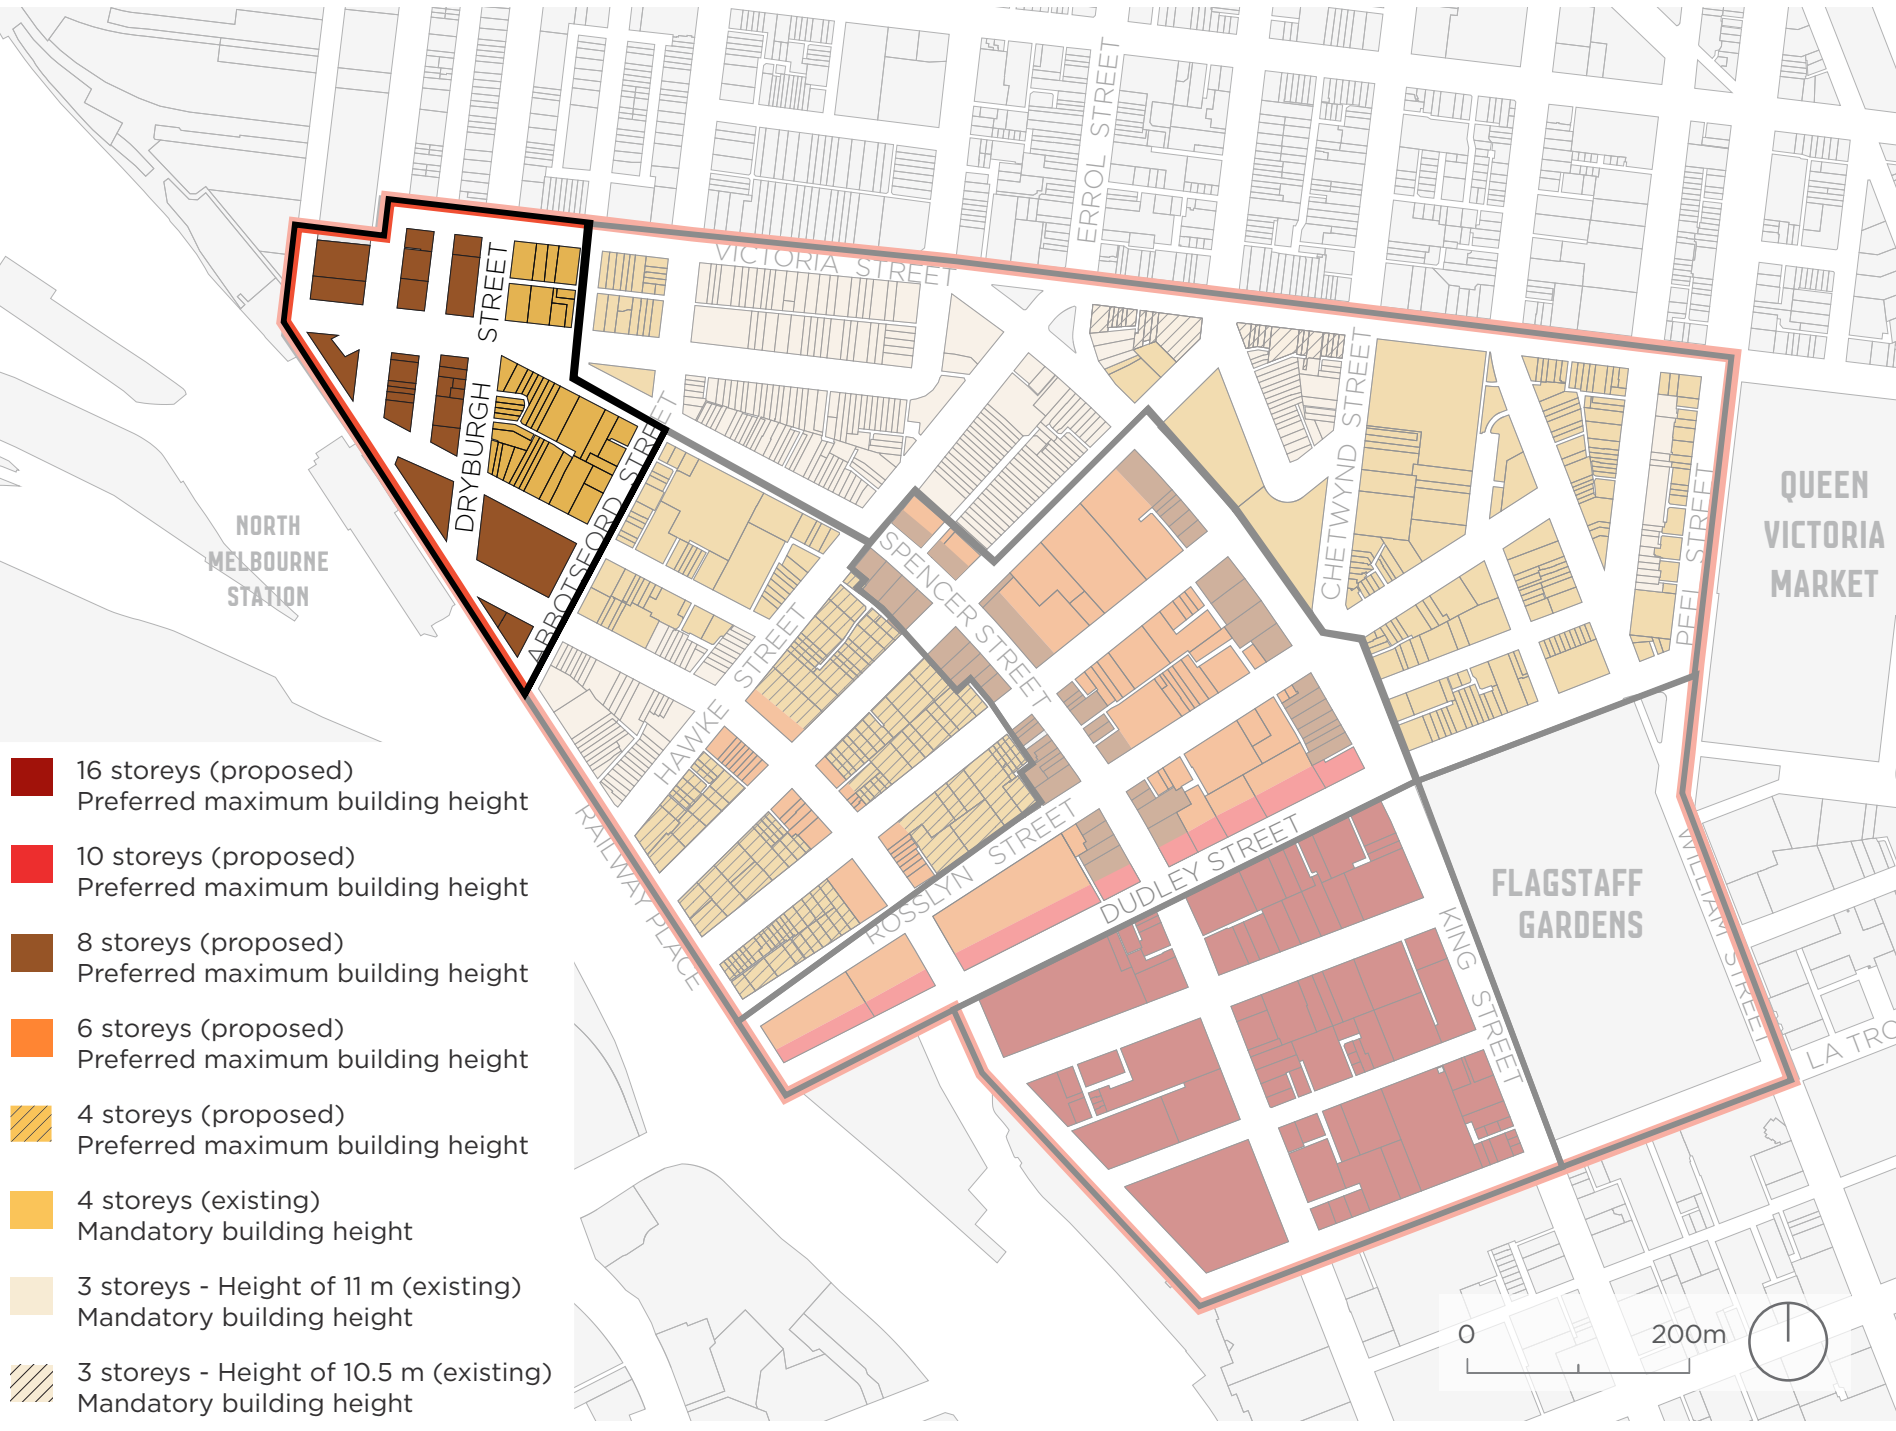 ERROL STREET
VICTORIA STREET
DRYBURGH STREET
ABBOTSFORD STREET
CHETWYND STREET
PEEL STREET
SPENCER STREET
HAWKE STREET
RAILWAY PLACE
ROSSLYN STREET
DUDLEY STREET
KING STREET
WILLIAM STREET
LA TRO
NORTH
MELBOURNE
STATION
QUEEN
VICTORIA
MARKET
FLAGSTAFF
GARDENS
16 storeys (proposed)
Preferred maximum building height
10 storeys (proposed)
Preferred maximum building height
8 storeys (proposed)
Preferred maximum building height
6 storeys (proposed)
Preferred maximum building height
4 storeys (proposed)
Preferred maximum building height
4 storeys (existing)
Mandatory building height
3 storeys - Height of 11 m (existing)
Mandatory building height
3 storeys - Height of 10.5 m (existing)
Mandatory building height
0 200m